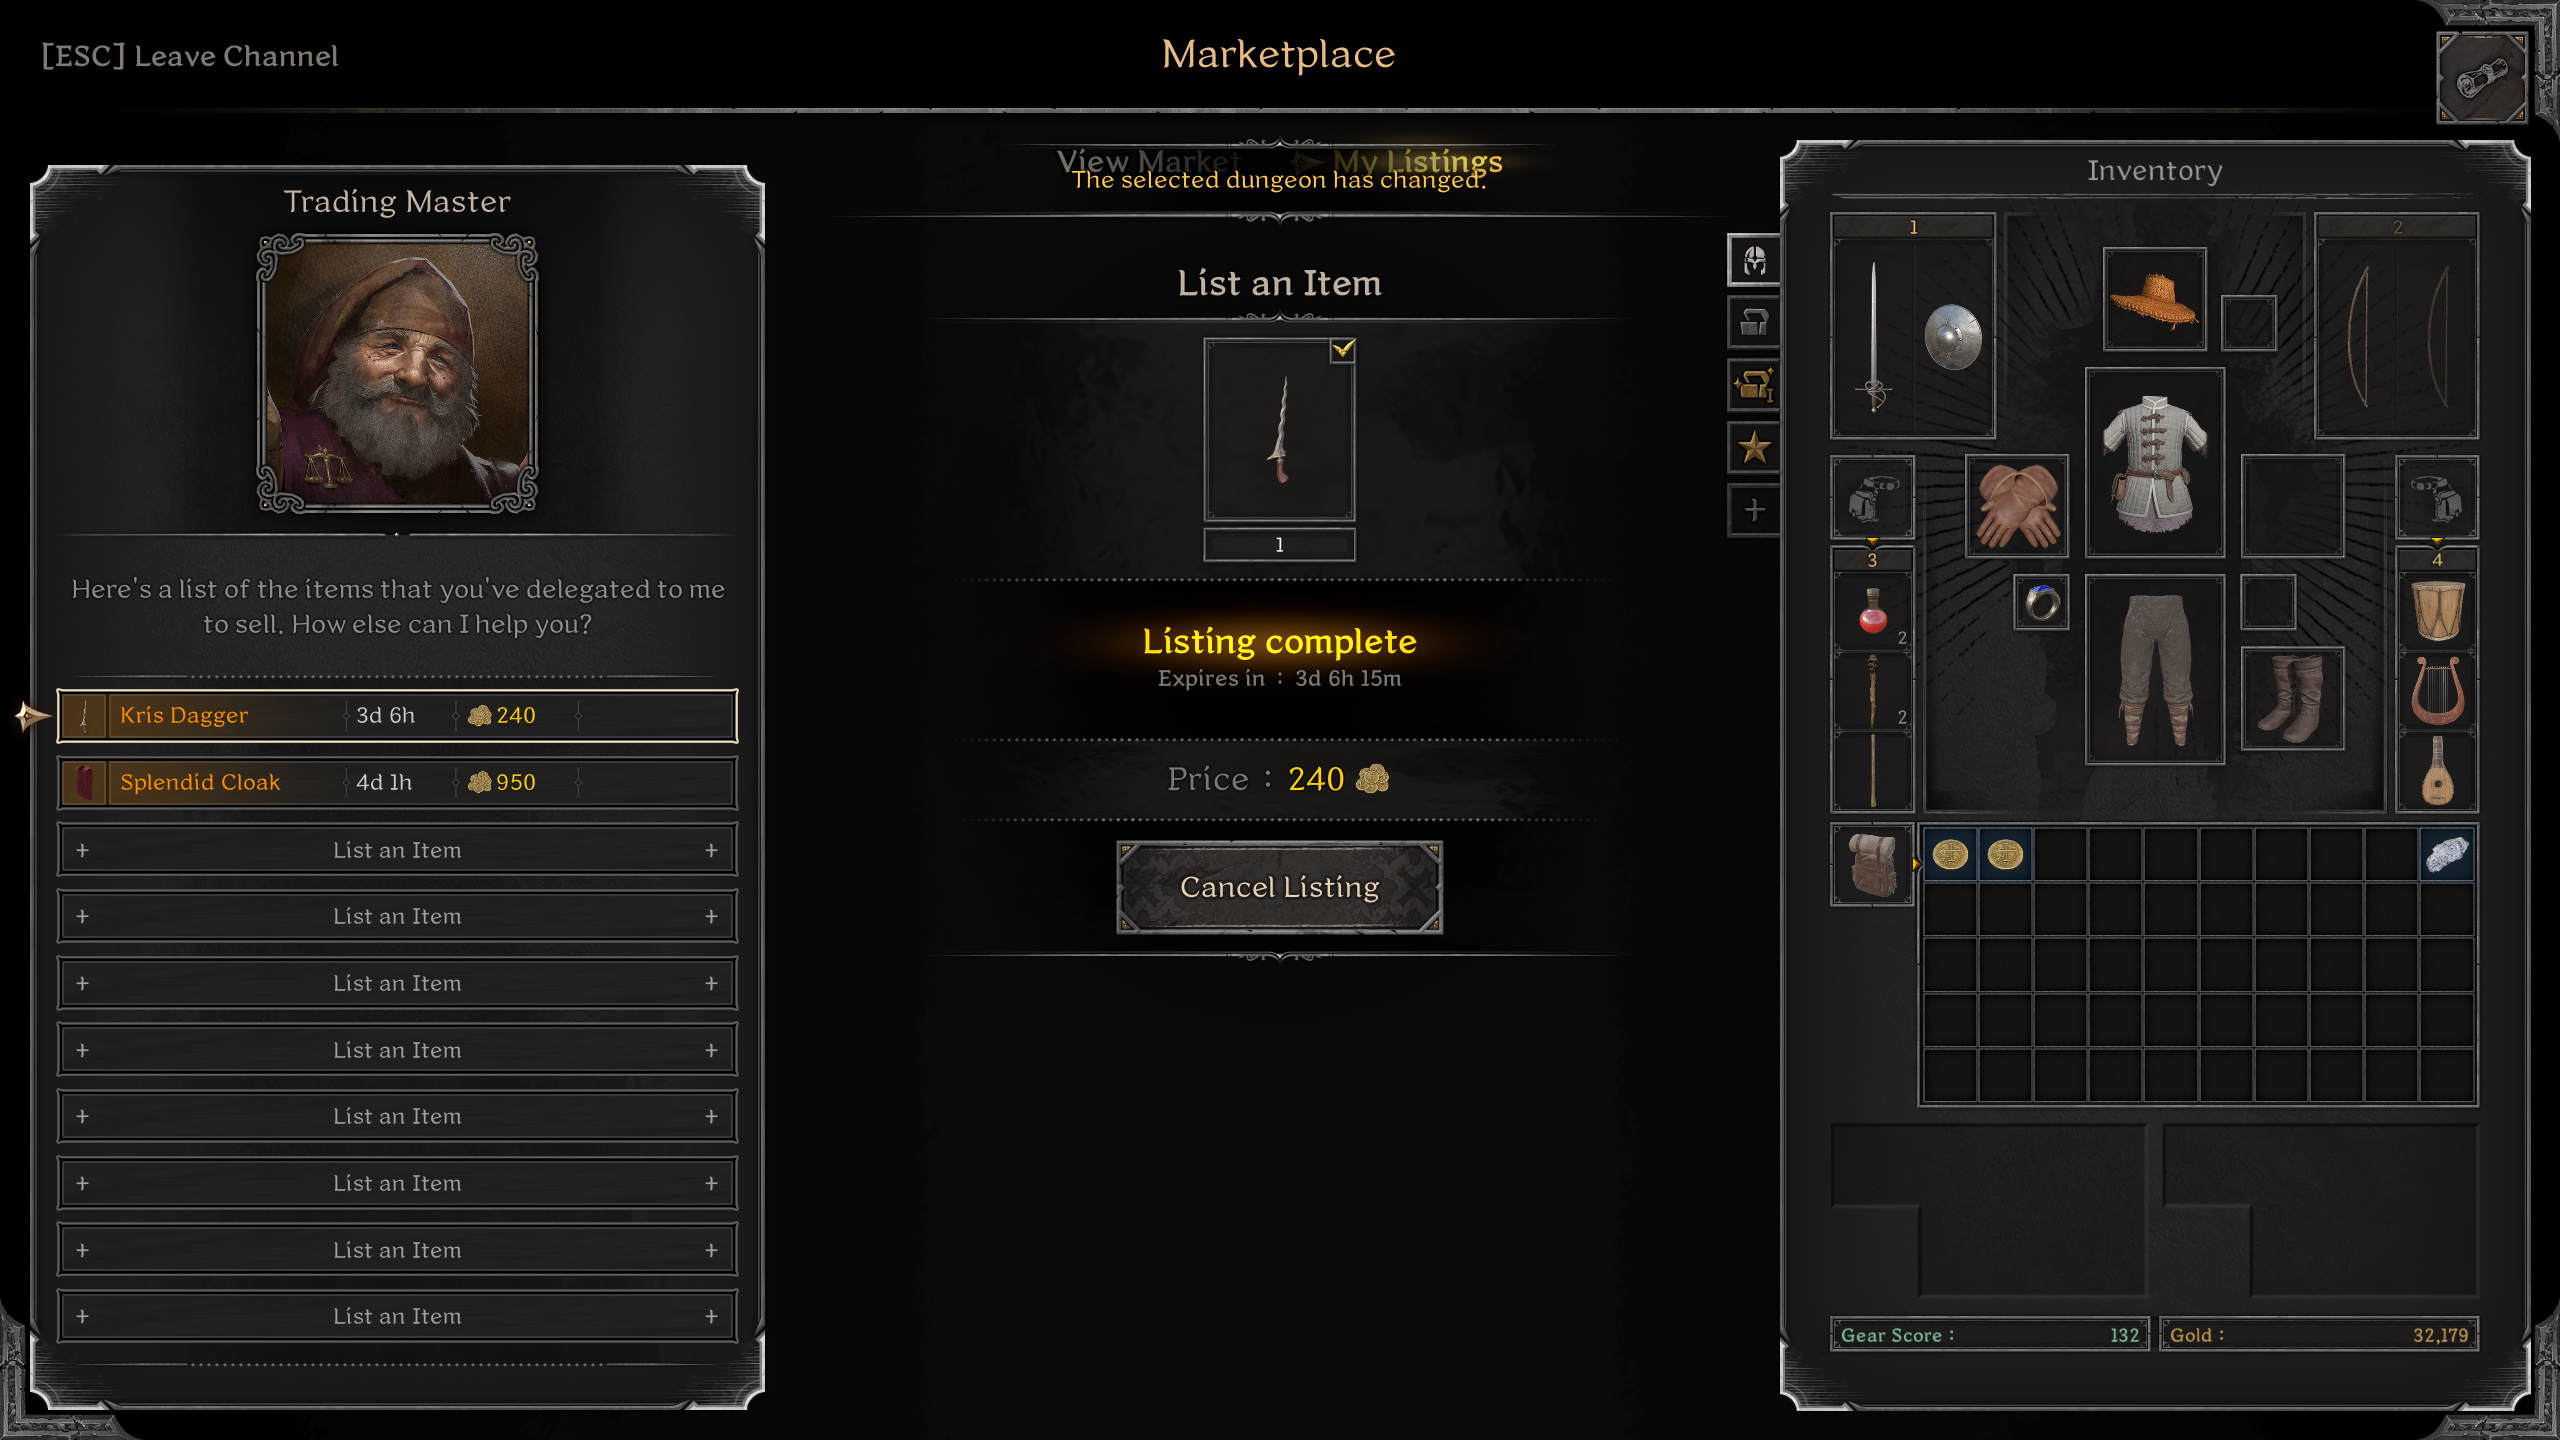 [ESC] Leave Channel
Marketplace
View Market
My Listings
The selected dungeon has changed.
Trading Master
Here's a list of the items that you've delegated to me
to sell. How else can I help you?
Kris Dagger 3d 6h 240
Splendid Cloak 4d 1h 950
+ List an Item +
+ List an Item +
+ List an Item +
+ List an Item +
+ List an Item +
+ List an Item +
+ List an Item +
+ List an Item +
List an Item
1
Listing complete
Expires in : 3d 6h 15m
Price : 240
Cancel Listing
Inventory
1
2
3
4
2
2
Gear Score : 132
Gold : 32,179